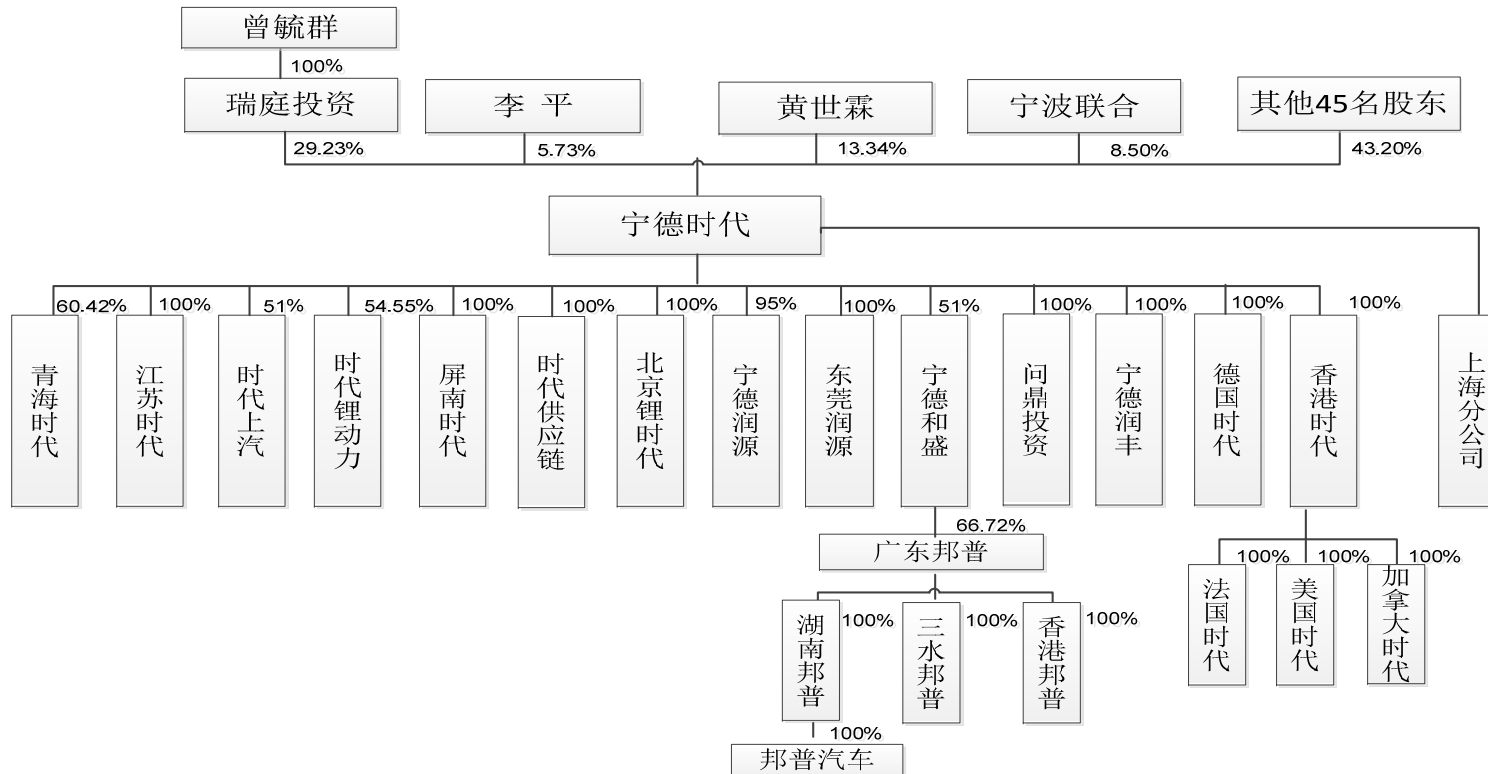 曾毓群
100%
瑞庭投资
李 平
黄世霖
宁波联合
其他45名股东
29.23%
5.73%
13.34%
8.50%
43.20%
宁德时代
60.42%
100%
51%
54.55%
100%
100%
100%
95%
100%
51%
100%
100%
100%
100%
青海时代
江苏时代
时代上汽
时代锂动力
屏南时代
时代供应链
北京锂时代
宁德润源
东莞润源
宁德和盛
问鼎投资
宁德润丰
德国时代
香港时代
上海分公司
66.72%
广东邦普
100%
100%
100%
法国时代
美国时代
加拿大时代
湖南邦普
100%
三水邦普
100%
香港邦普
100%
100%
邦普汽车